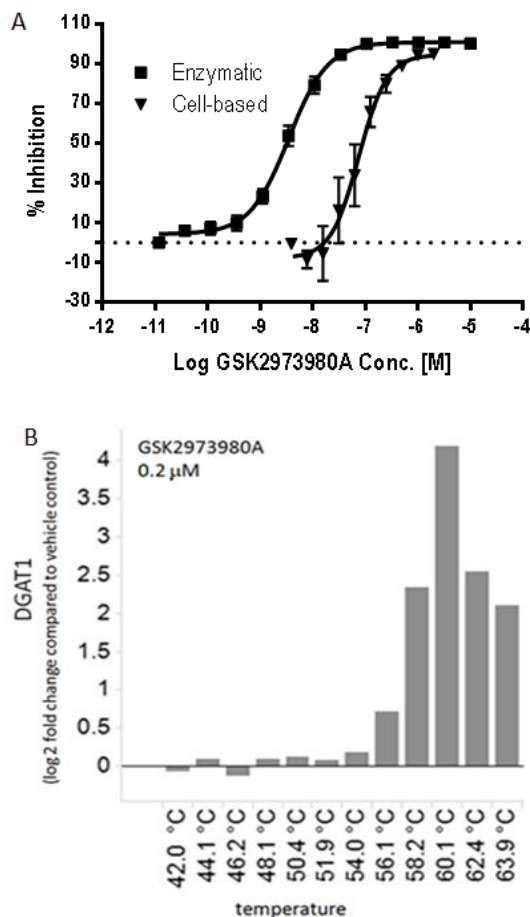 A
110
90
70
50
30
10
-10
-30
% Inhibition
Enzymatic
Cell-based
-12 -11 -10 -9 -8 -7 -6 -5 -4
Log GSK2973980A Conc. [M]
B
GSK2973980A
0.2 µM
DGAT1
(log2 fold change compared to vehicle control)
4
3.5
3
2.5
2
1.5
1
0.5
0
42.0 °C
44.1 °C
46.2 °C
48.1 °C
50.4 °C
51.9 °C
54.0 °C
56.1 °C
58.2 °C
60.1 °C
62.4 °C
63.9 °C
temperature